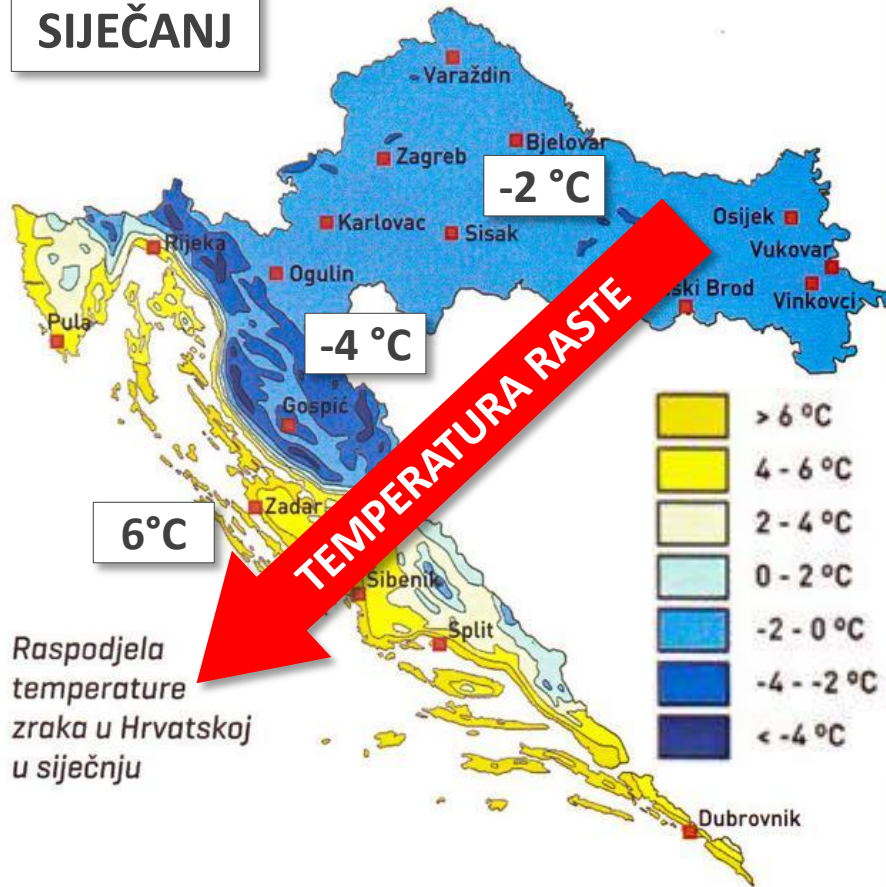 SIJEČANJ
Varaždin
Bjelovar
Zagreb
-2 °C
Karlovac
Sisak
Osijek
Rijeka
Vukovar
Ogulin
ski Brod
Vinkovci
Pula
-4 °C
TEMPERATURA RASTE
Gospić
> 6 °C
4 - 6 °C
Zadar
6°C
2 - 4 °C
Šibenik
0 - 2 °C
Split
-2 - 0 °C
Raspodjela
temperature
zraka u Hrvatskoj
u siječnju
-4 - -2 °C
< -4 °C
Dubrovnik